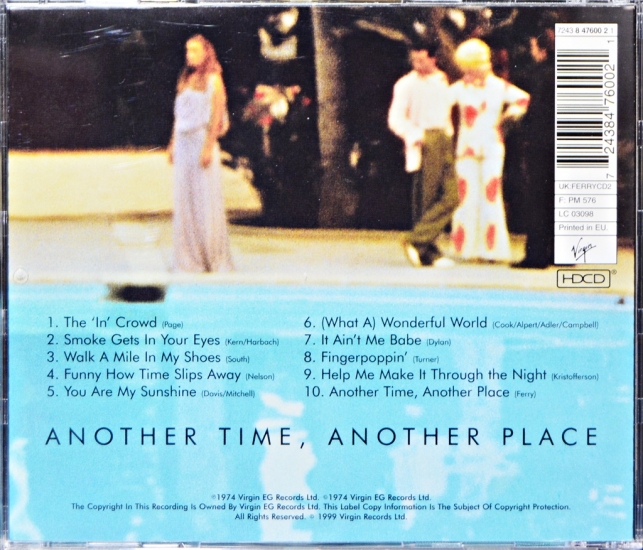 7243 8 47600 2 1
7 24384 76002 1
UK:FERRYCD2
F: PM 576
LC 03098
Printed in EU.
Virgin
HDCD
1. The 'In' Crowd (Page)
2. Smoke Gets In Your Eyes (Kern/Harbach)
3. Walk A Mile In My Shoes (South)
4. Funny How Time Slips Away (Nelson)
5. You Are My Sunshine (Davis/Mitchell)
6. (What A) Wonderful World (Cook/Alpert/Adler/Campbell)
7. It Ain't Me Babe (Dylan)
8. Fingerpoppin' (Turner)
9. Help Me Make It Through the Night (Kristofferson)
10. Another Time, Another Place (Ferry)
ANOTHER TIME, ANOTHER PLACE
℗1974 Virgin EG Records Ltd. ©1974 Virgin EG Records Ltd.
The Copyright In This Recording Is Owned By Virgin EG Records Ltd. This Label Copy Information Is The Subject Of Copyright Protection.
All Rights Reserved. ℗ 1999 Virgin Records Ltd.